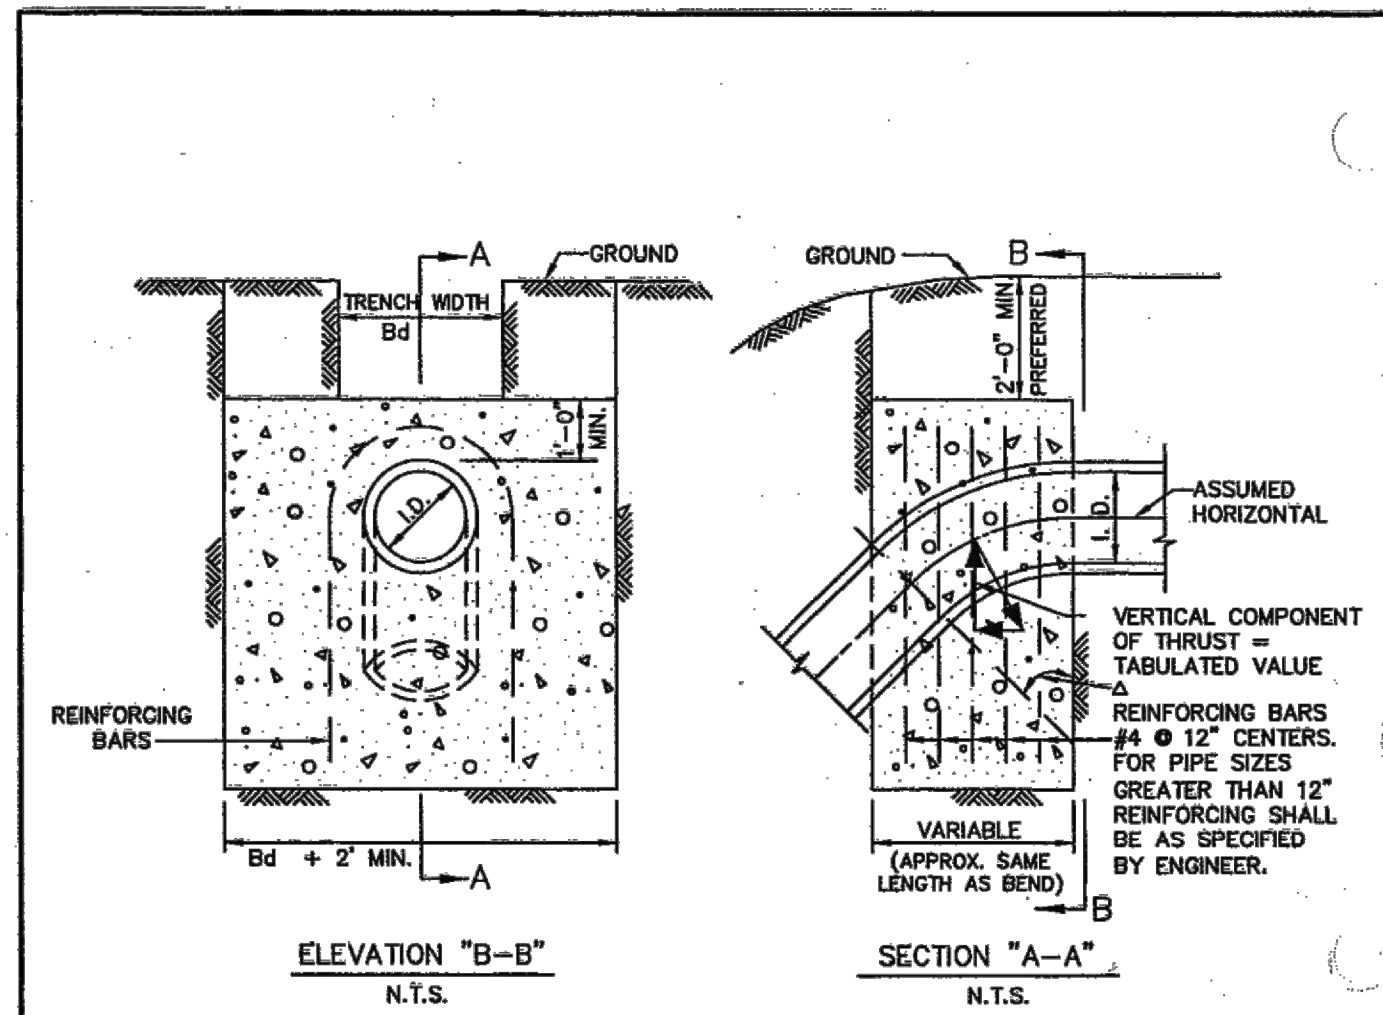 A
GROUND
TRENCH WIDTH
Bd
1'-0"
MIN.
I.D.
REINFORCING
BARS
Bd + 2' MIN.
A
ELEVATION "B-B"
N.T.S.
GROUND
B
2'-0" MIN
PREFERRED
I.D.
ASSUMED
HORIZONTAL
VERTICAL COMPONENT
OF THRUST =
TABULATED VALUE
Δ
REINFORCING BARS
#4 @ 12" CENTERS.
FOR PIPE SIZES
GREATER THAN 12"
REINFORCING SHALL
BE AS SPECIFIED
BY ENGINEER.
VARIABLE
(APPROX. SAME
LENGTH AS BEND)
B
SECTION "A-A"
N.T.S.